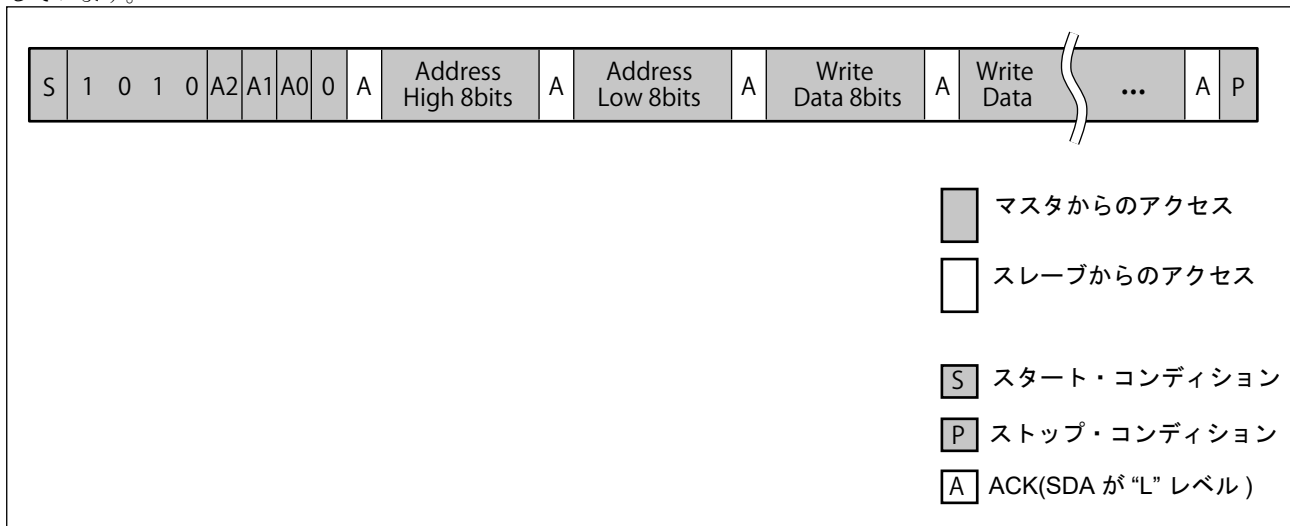 S 1 0 1 0 A2 A1 A0 0 A Address High 8bits A Address Low 8bits A Write Data 8bits A Write Data ... A P
マスタからのアクセス
スレーブからのアクセス
S スタート・コンディション
P ストップ・コンディション
A ACK(SDA が “L” レベル )